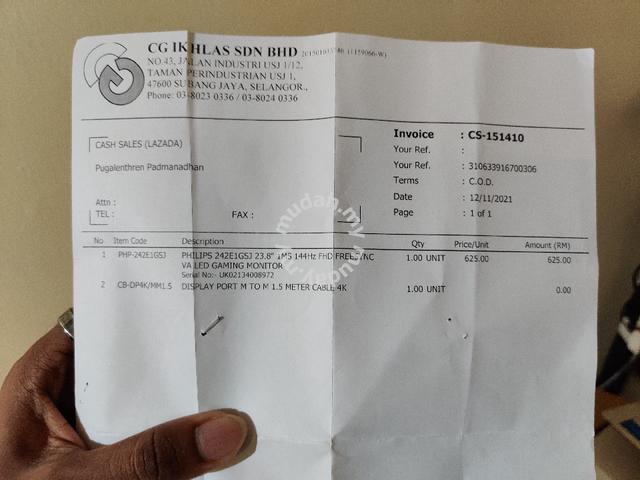 CG IKHLAS SDN BHD
NO.43, JALAN INDUSTRI USJ 1/12,
TAMAN PERINDUSTRIAN USJ 1,
47600 SUBANG JAYA, SELANGOR.,
Phone: 03-8023 0336 / 03-8024 0336
CASH SALES (LAZADA)
Pugalenthren Padmanadhan
Attn :
TEL : FAX :
Invoice : CS-151410
Your Ref. :
Your Ref. : 310633916700306
Terms : C.O.D.
Date : 12/11/2021
Page : 1 of 1
No Item Code Description Qty Price/Unit Amount (RM)
1 PHP-242E1GSJ PHILIPS 242E1GSJ 23.8" 1MS 144Hz FHD FREESYNC 1.00 UNIT 625.00 625.00
VA LED GAMING MONITOR
Serial No:- UK02134008972
2 CB-DP4K/MM1.5 DISPLAY PORT M TO M 1.5 METER CABLE 4K 1.00 UNIT 0.00
mudah.my
mudah.my